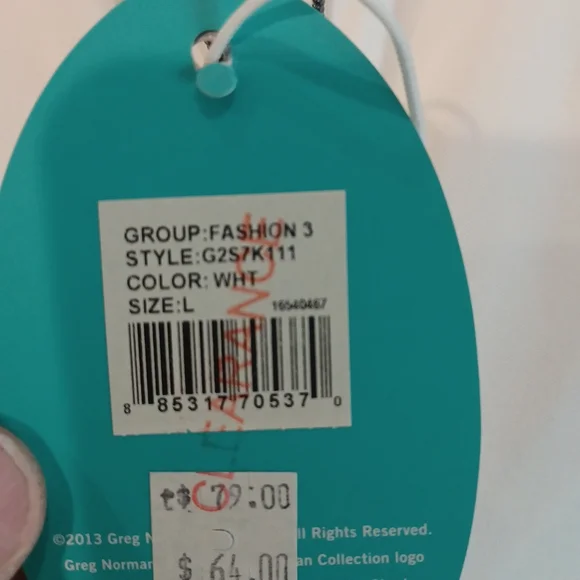 GROUP:FASHION 3
STYLE:G2S7K111
COLOR: WHT
SIZE:L 16540467
CLEARANCE
8 85317 70537 0
$ 79.00
©2013 Greg N ll Rights Reserved.
Greg Norman an Collection logo
$ 64.00